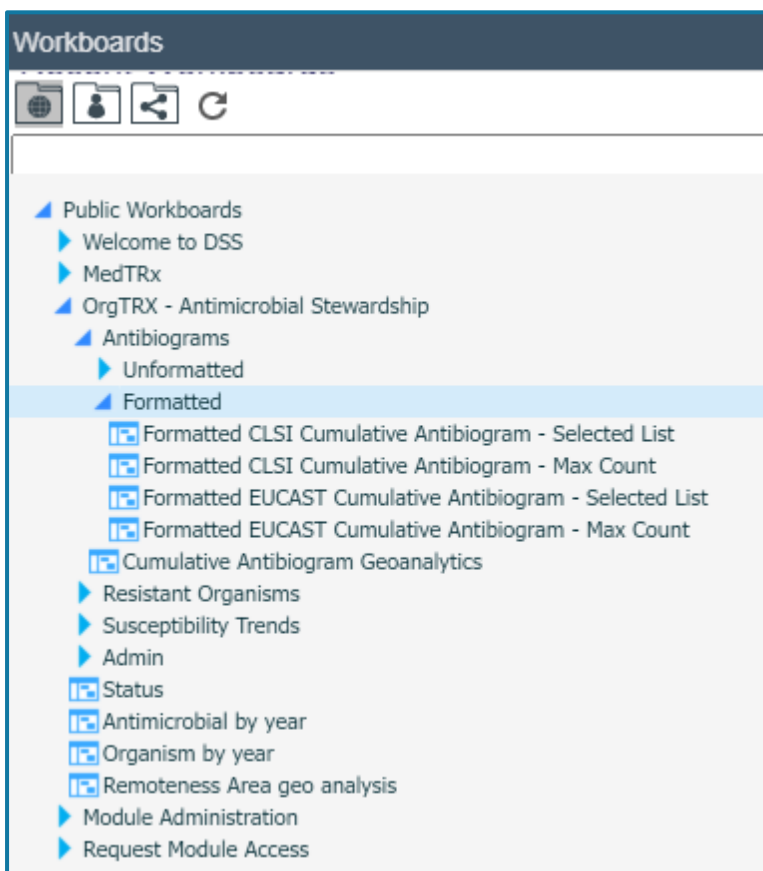 Workboards
Public Workboards
Welcome to DSS
MedTRx
OrgTRX - Antimicrobial Stewardship
Antibiograms
Unformatted
Formatted
Formatted CLSI Cumulative Antibiogram - Selected List
Formatted CLSI Cumulative Antibiogram - Max Count
Formatted EUCAST Cumulative Antibiogram - Selected List
Formatted EUCAST Cumulative Antibiogram - Max Count
Cumulative Antibiogram Geoanalytics
Resistant Organisms
Susceptibility Trends
Admin
Status
Antimicrobial by year
Organism by year
Remoteness Area geo analysis
Module Administration
Request Module Access